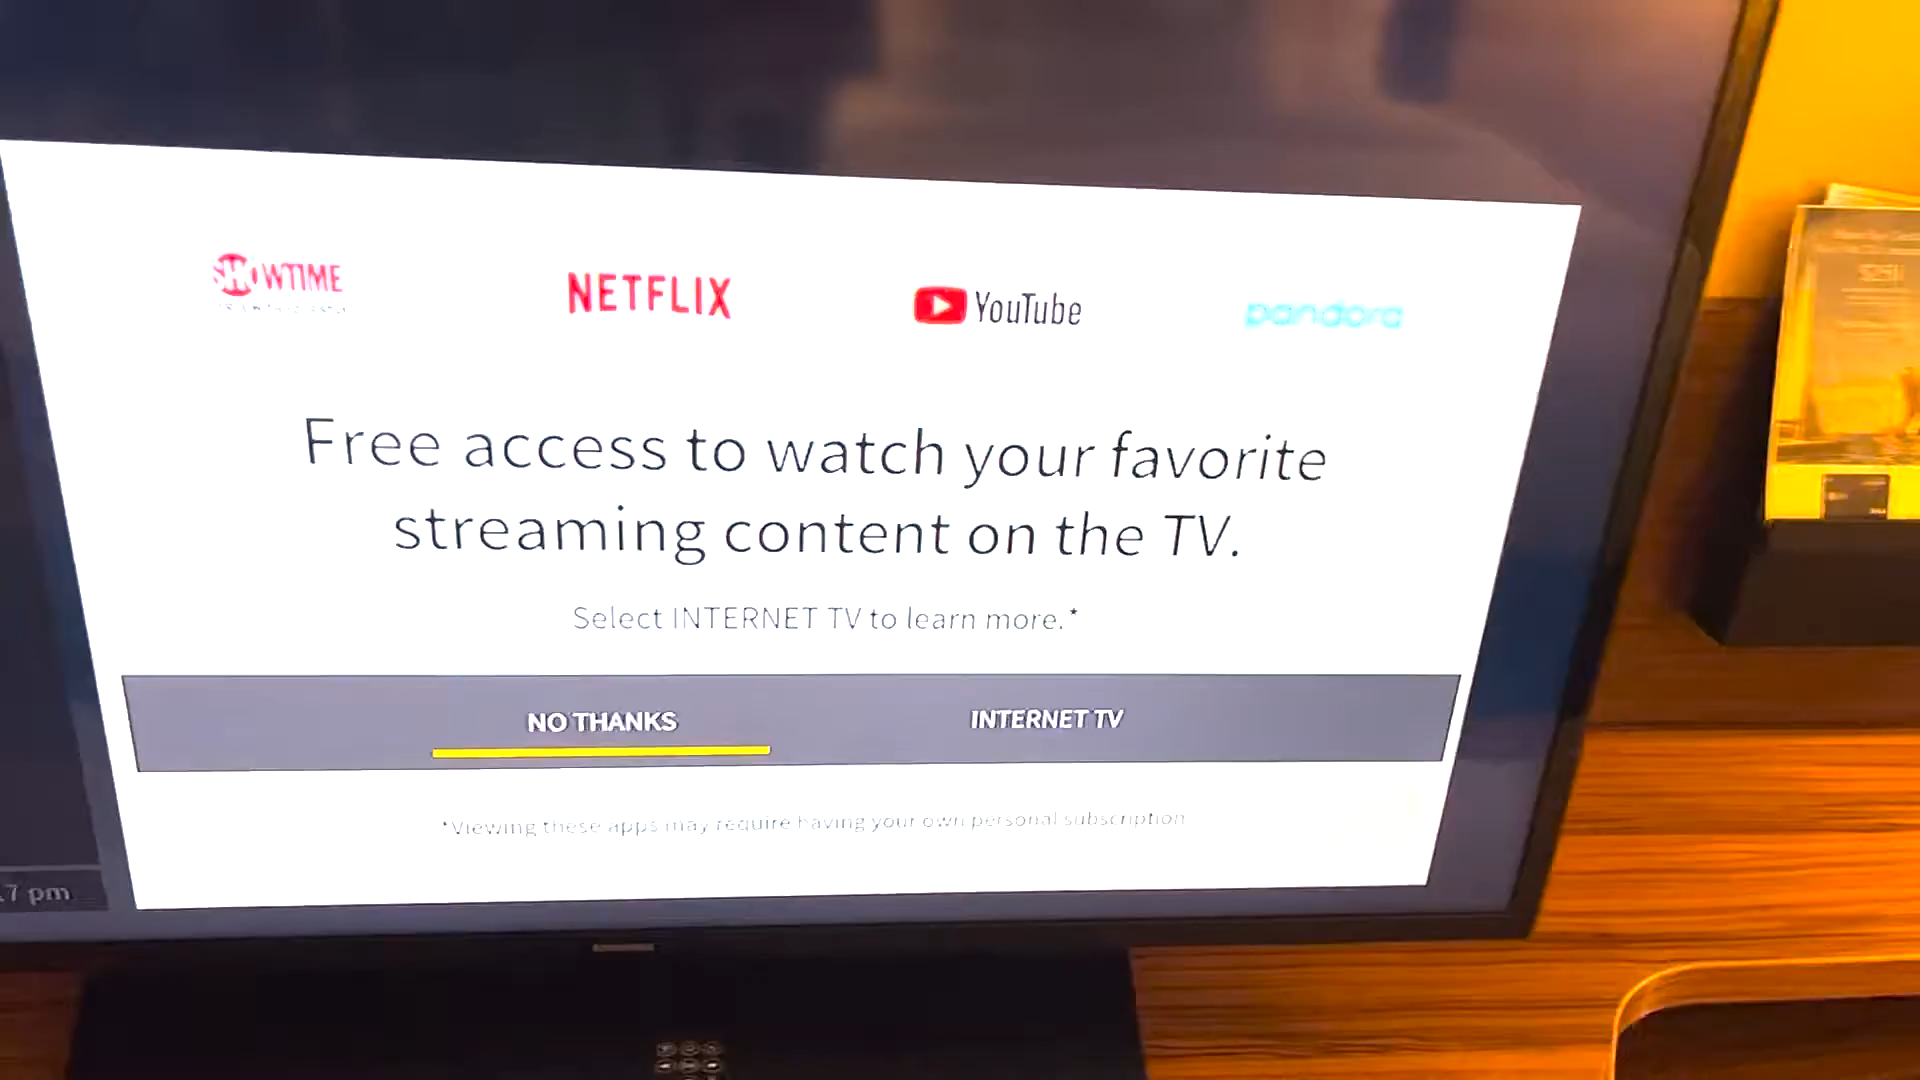 SHOWTIME
NETFLIX
YouTube
pandora
Free access to watch your favorite
streaming content on the TV.
Select INTERNET TV to learn more.*
NO THANKS
INTERNET TV
*Viewing these apps may require having your own personal subscription
7 pm